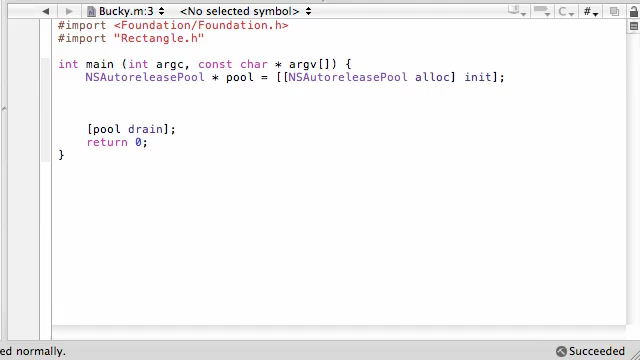 Bucky.m:3 <No selected symbol> C #
#import <Foundation/Foundation.h>
#import "Rectangle.h"
int main (int argc, const char * argv[]) {
NSAutoreleasePool * pool = [[NSAutoreleasePool alloc] init];
[pool drain];
return 0;
}
ed normally. Succeeded